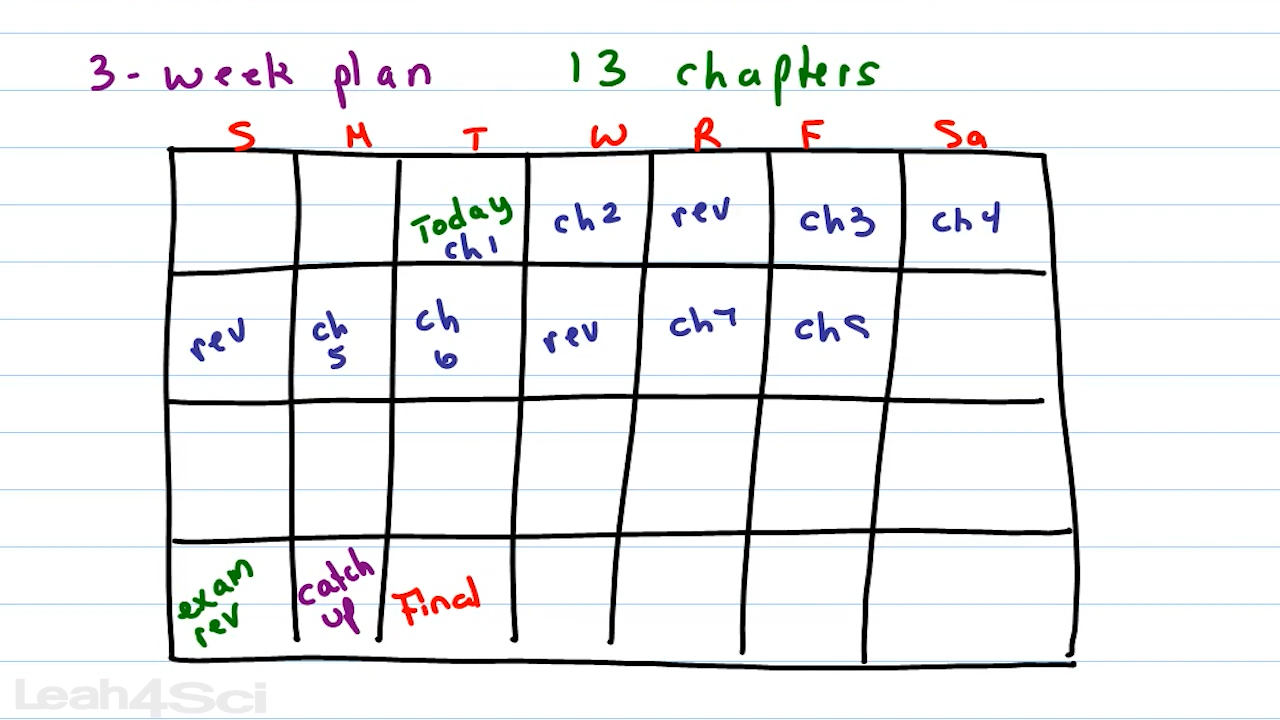 3-week plan 13 chapters
S M T W R F Sa
Today
ch1 ch2 rev ch3 ch4
rev ch 5 ch 6 rev ch7 ch8
exam rev catch up Final
Leah4Sci